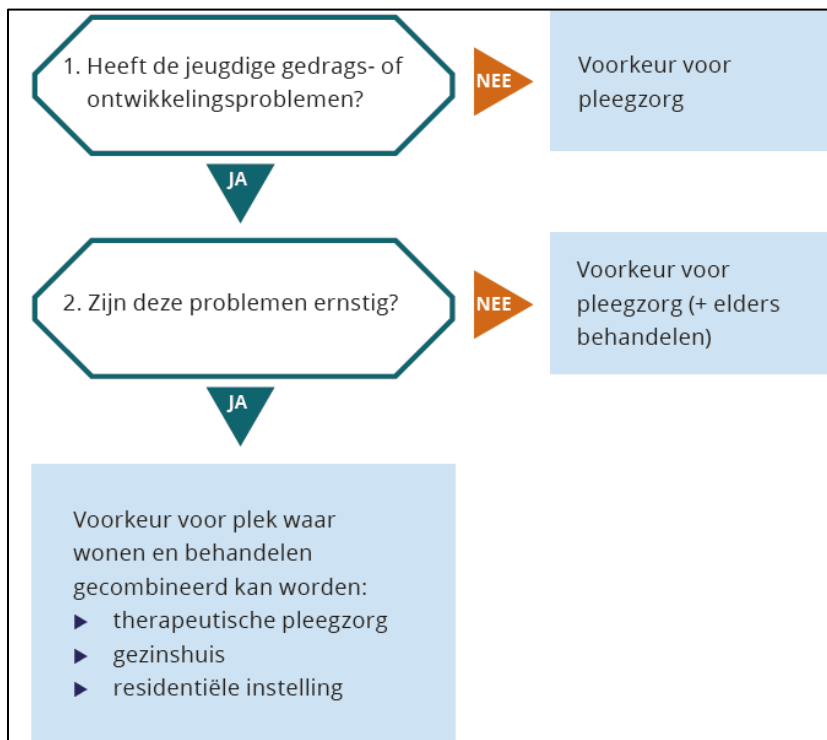 1. Heeft de jeugdige gedrags- of
ontwikkelingsproblemen?
NEE
Voorkeur voor
pleegzorg
JA
2. Zijn deze problemen ernstig?
NEE
Voorkeur voor
pleegzorg (+ elders
behandelen)
JA
Voorkeur voor plek waar
wonen en behandelen
gecombineerd kan worden:
therapeutische pleegzorg
gezinshuis
residentiële instelling